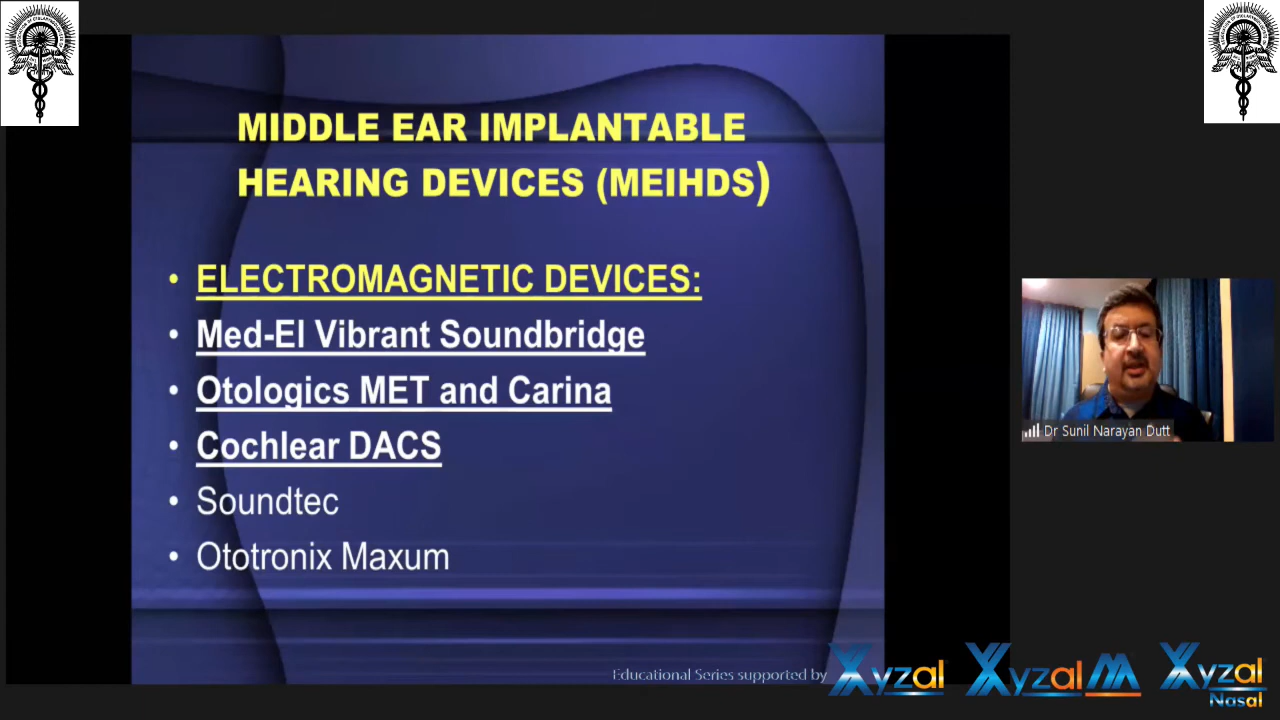 MIDDLE EAR IMPLANTABLE
HEARING DEVICES (MEIHDS)
• ELECTROMAGNETIC DEVICES:
• Med-El Vibrant Soundbridge
• Otologics MET and Carina
• Cochlear DACS
• Soundtec
• Ototronix Maxum
Dr Sunil Narayan Dutt
Educational Series supported by Xyzal Xyzal M Xyzal
Nasal